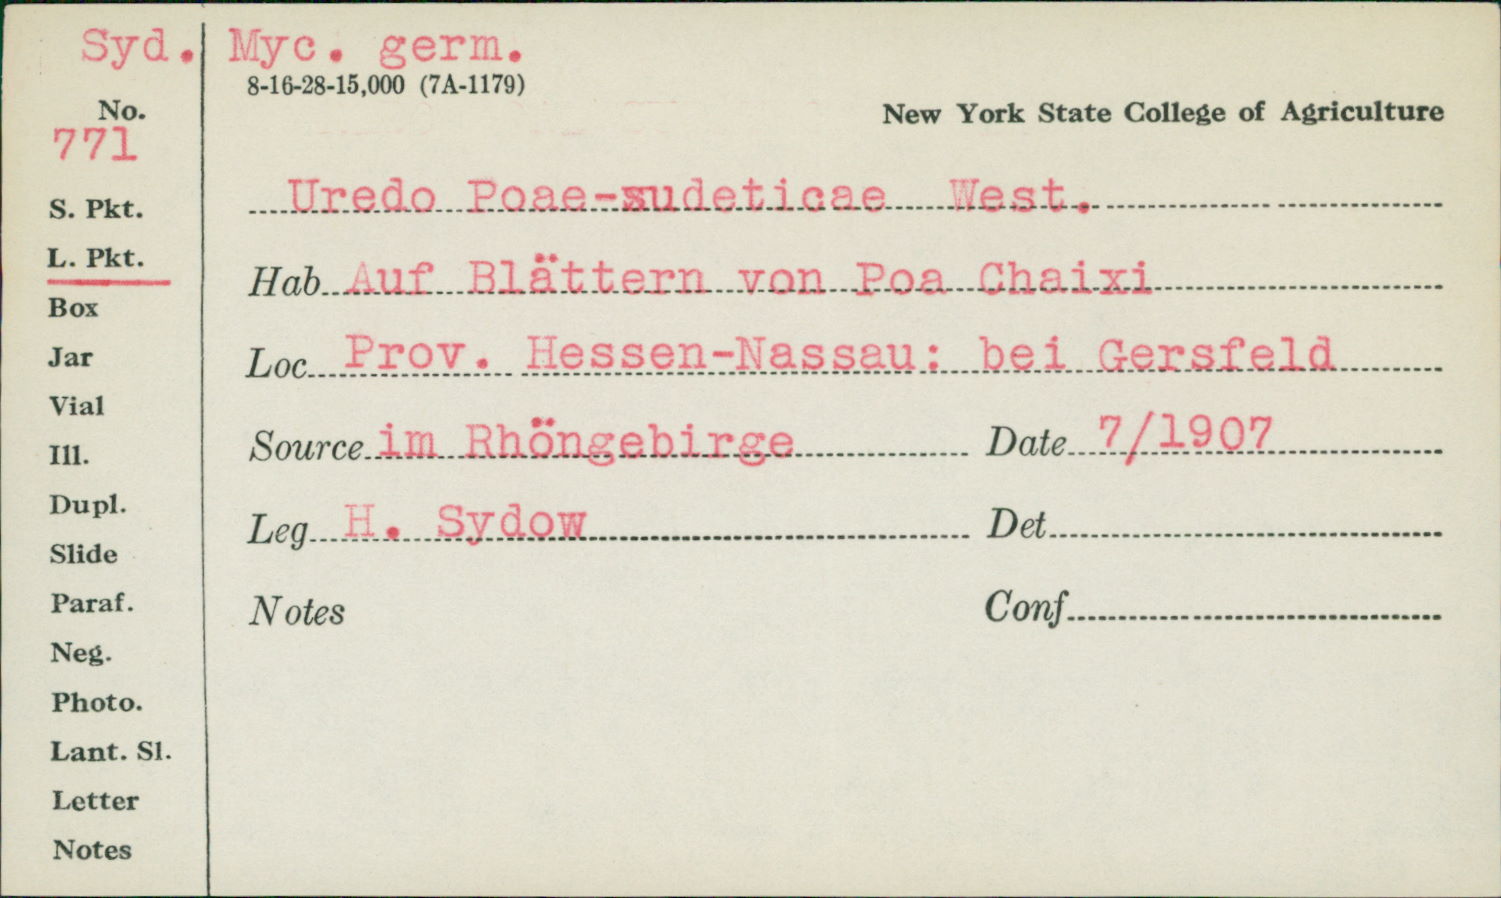 Syd. Myc. germ.
8-16-28-15,000 (7A-1179)
New York State College of Agriculture
No.
771
S. Pkt.
L. Pkt.
Box
Jar
Vial
Ill.
Dupl.
Slide
Paraf.
Neg.
Photo.
Lant. Sl.
Letter
Notes
Uredo Poae-sudeticae West.
Hab Auf Blättern von Poa Chaixi
Loc Prov. Hessen-Nassau: bei Gersfeld
Source im Rhöngebirge Date 7/1907
Leg H. Sydow Det
Notes Conf